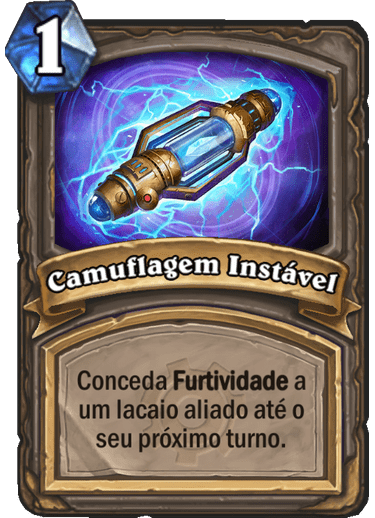 1
Camuflagem Instável
Conceda Furtividade a
um lacaio aliado até o
seu próximo turno.